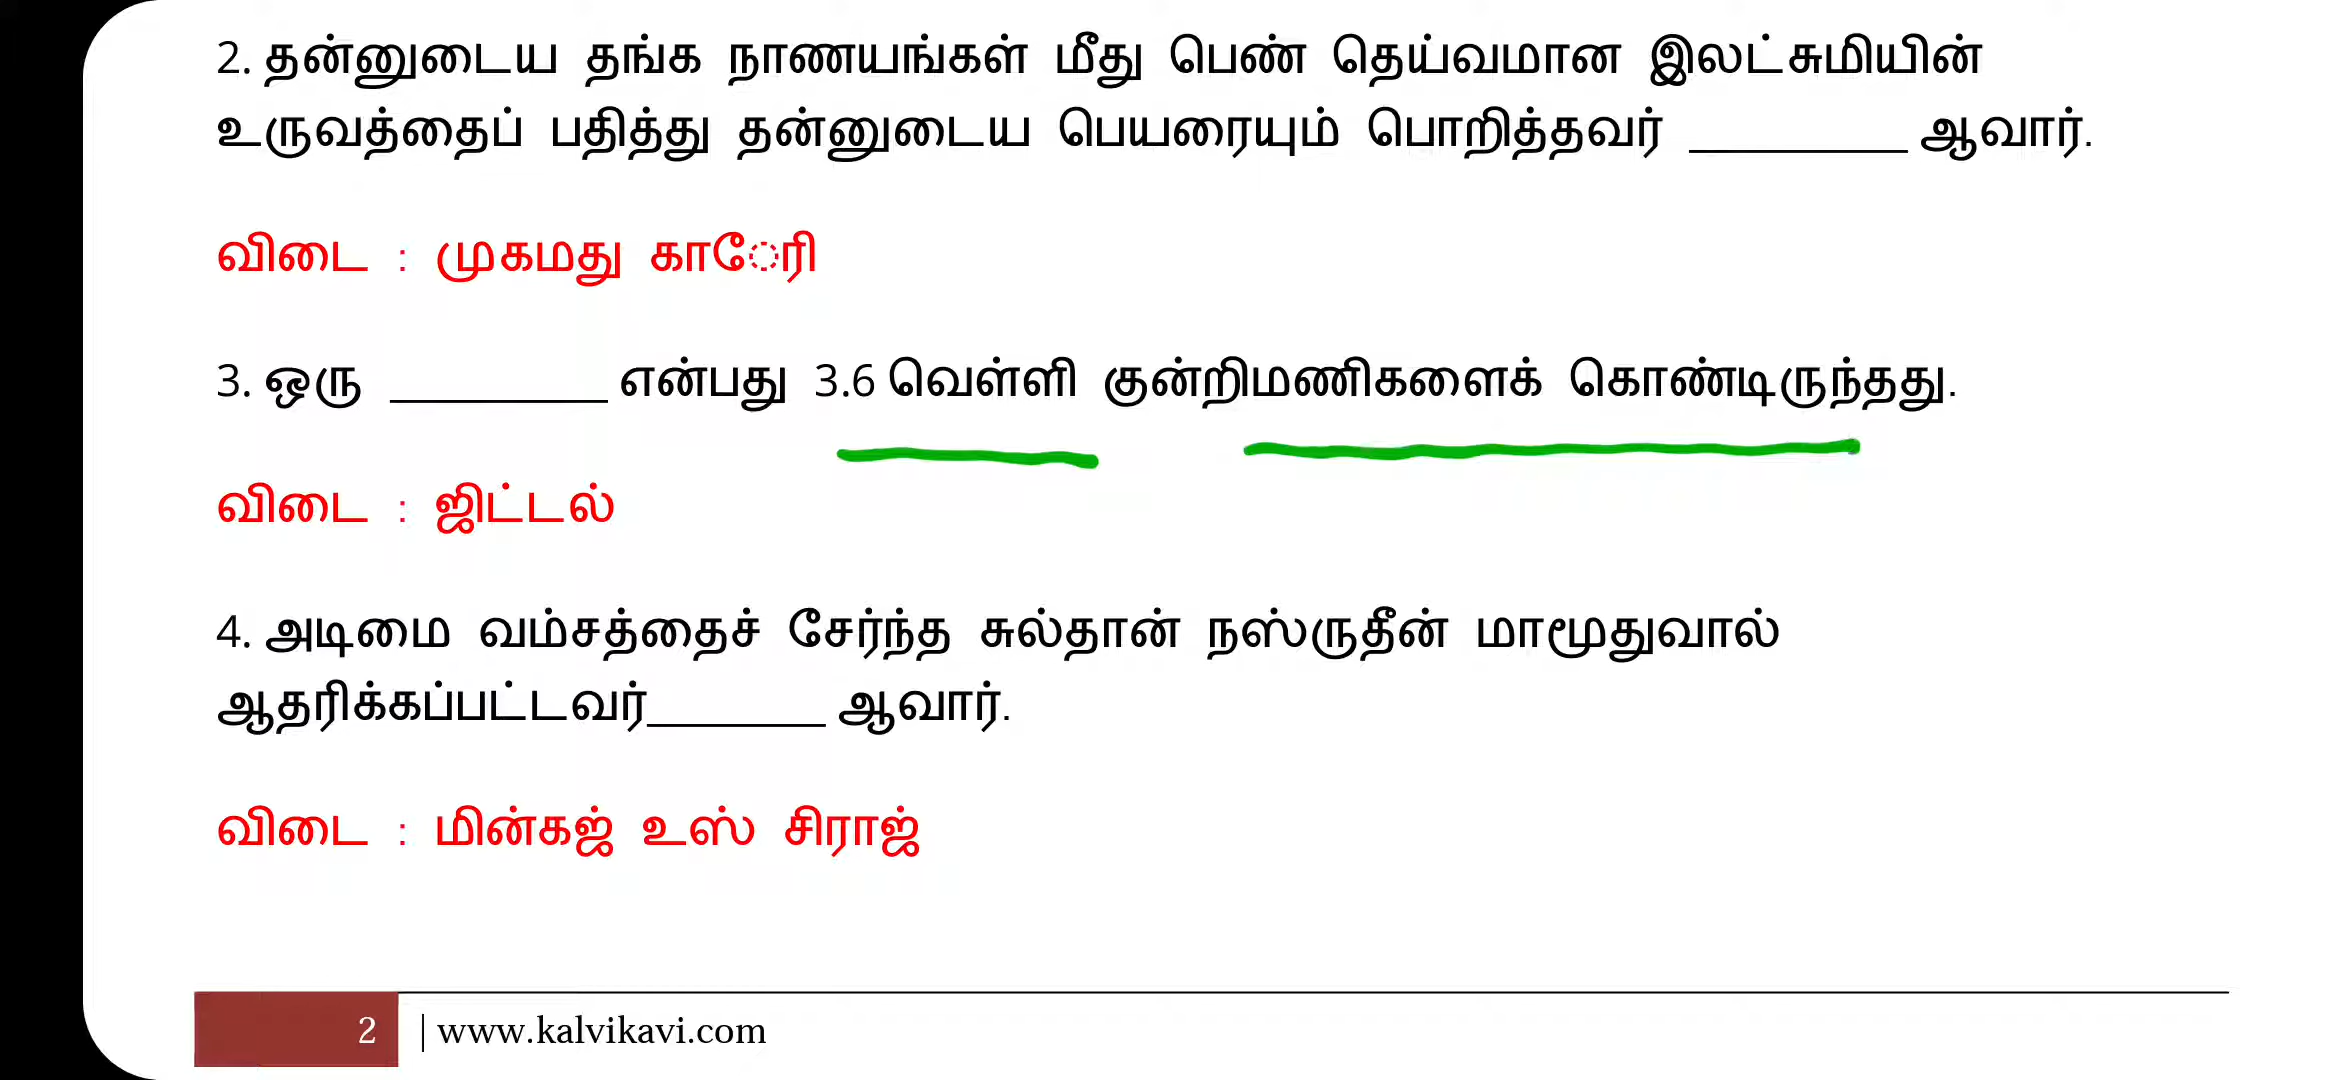 2. தன்னுடைய தங்க நாணயங்கள் மீது பெண் தெய்வமான இலட்சுமியின்
உருவத்தைப் பதித்து தன்னுடைய பெயரையும் பொறித்தவர் __________ ஆவார்.
விடை : முகமது காேரி
3. ஒரு __________ என்பது 3.6 வெள்ளி குன்றிமணிகளைக் கொண்டிருந்தது.
விடை : ஜிட்டல்
4. அடிமை வம்சத்தைச் சேர்ந்த சுல்தான் நஸ்ருதீன் மாமூதுவால்
ஆதரிக்கப்பட்டவர்________ ஆவார்.
விடை : மின்கஜ் உஸ் சிராஜ்
2 | www.kalvikavi.com